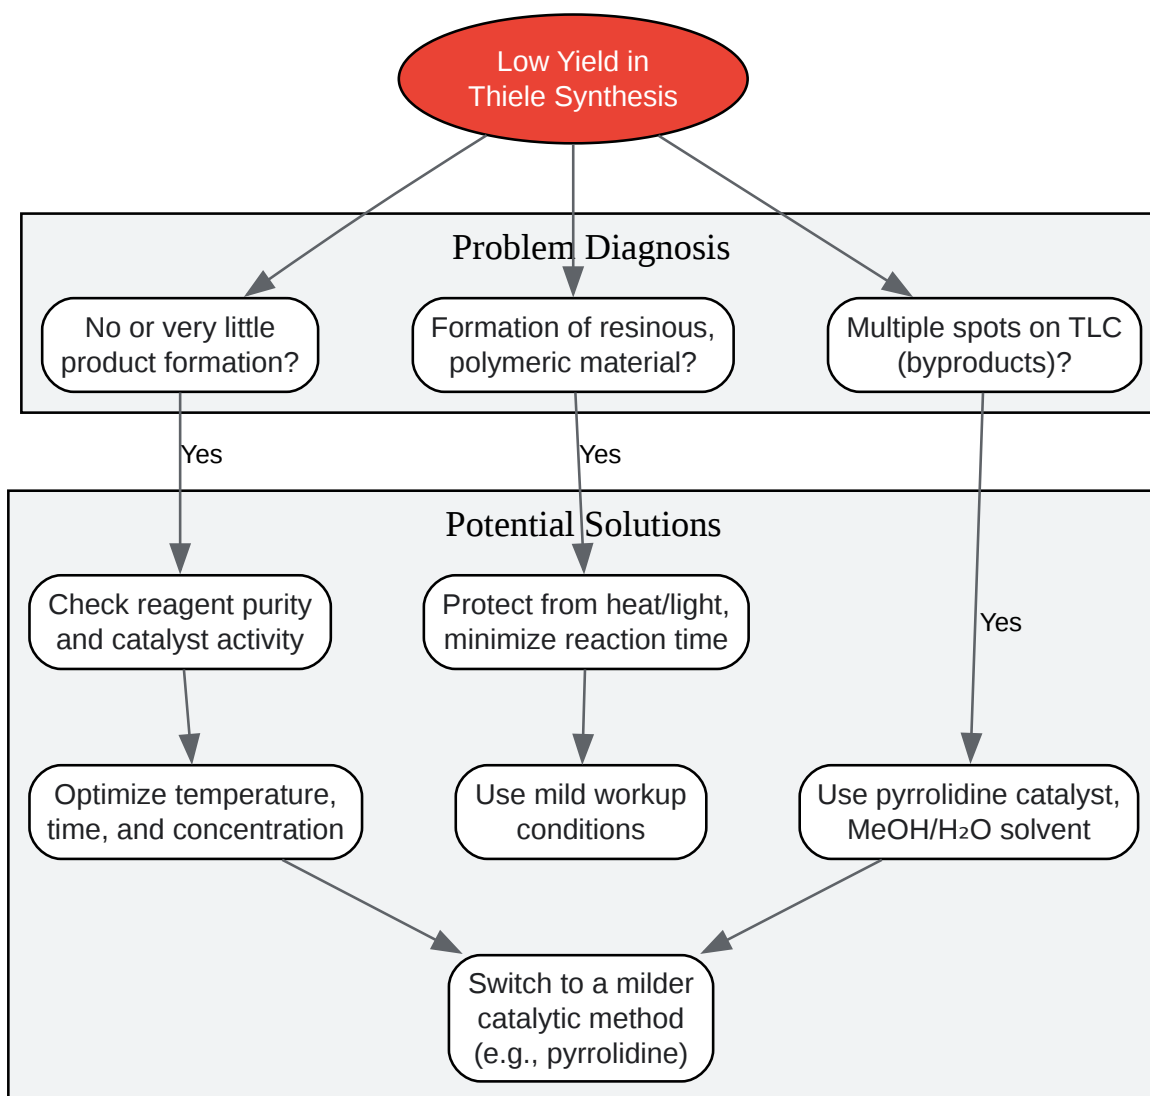 Low Yield in
Thiele Synthesis
Problem Diagnosis
No or very little
product formation?
Formation of resinous,
polymeric material?
Multiple spots on TLC
(byproducts)?
Yes
Yes
Potential Solutions
Check reagent purity
and catalyst activity
Protect from heat/light,
minimize reaction time
Yes
Optimize temperature,
time, and concentration
Use mild workup
conditions
Use pyrrolidine catalyst,
MeOH/H₂O solvent
Switch to a milder
catalytic method
(e.g., pyrrolidine)